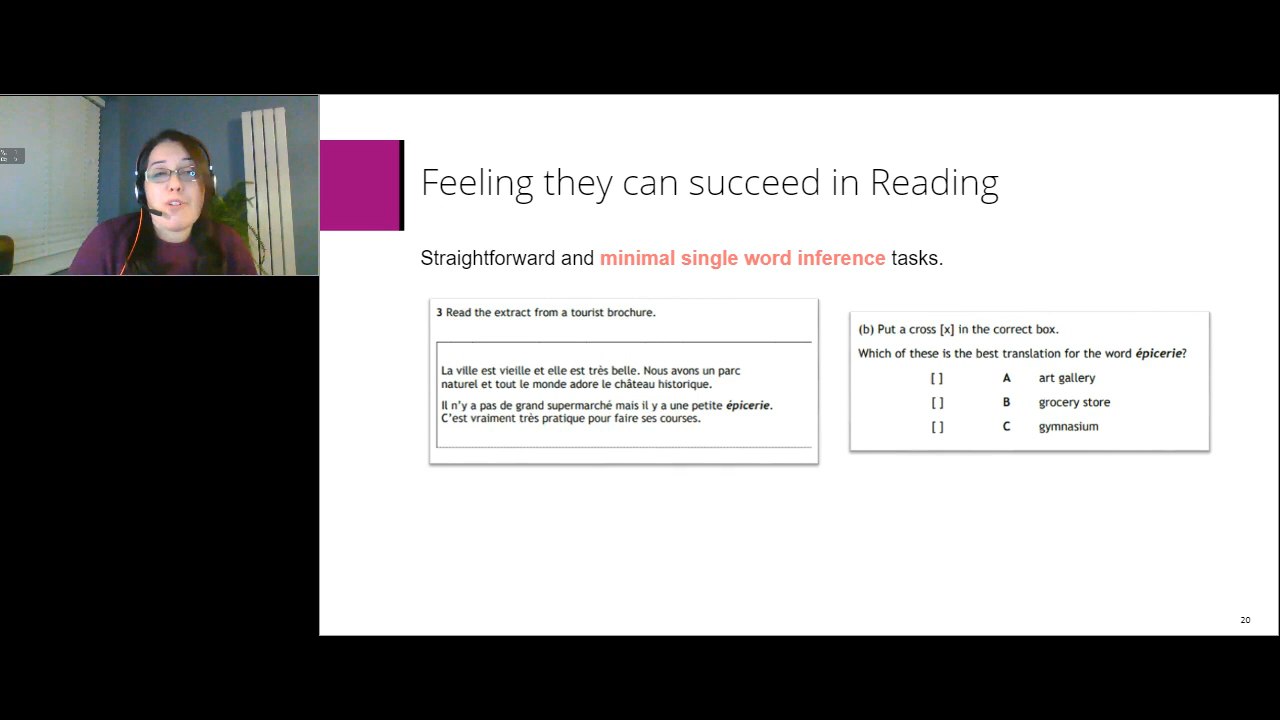 Feeling they can succeed in Reading
Straightforward and minimal single word inference tasks.
3 Read the extract from a tourist brochure.
La ville est vieille et elle est très belle. Nous avons un parc
naturel et tout le monde adore le château historique.
Il n'y a pas de grand supermarché mais il y a une petite épicerie.
C'est vraiment très pratique pour faire ses courses.
(b) Put a cross [x] in the correct box.
Which of these is the best translation for the word épicerie?
[ ] A art gallery
[ ] B grocery store
[ ] C gymnasium
20